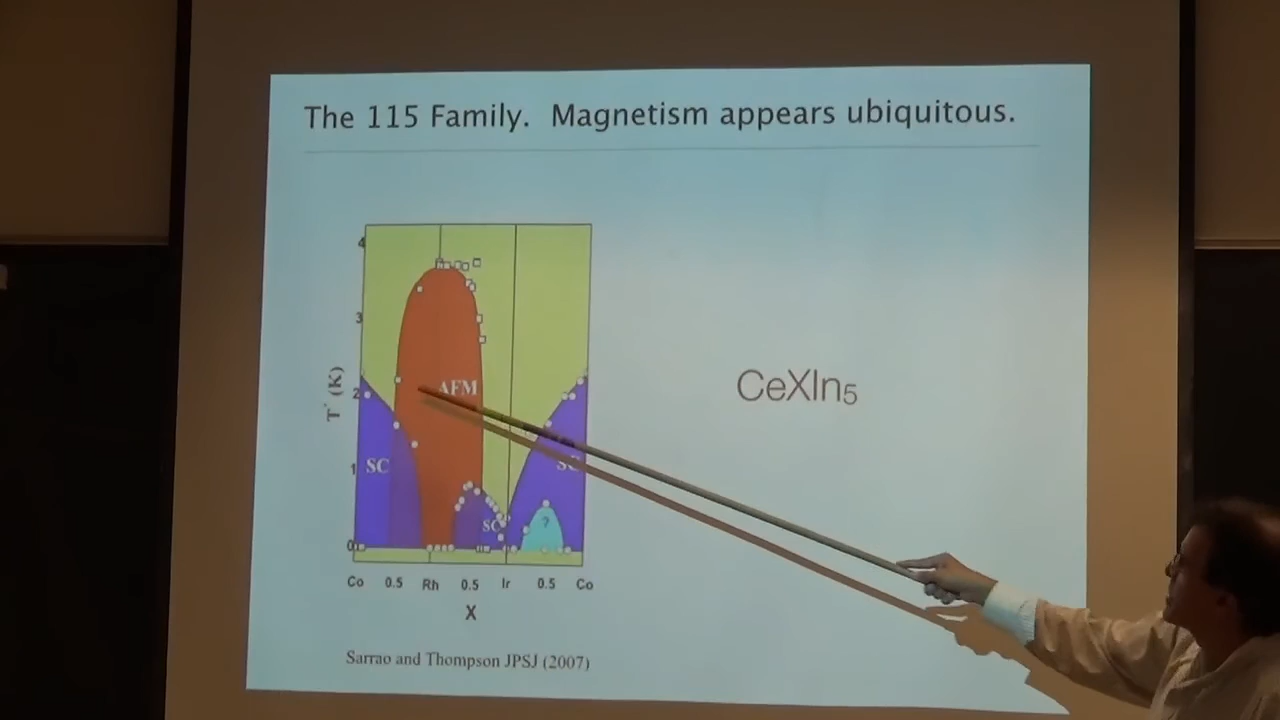 The 115 Family. Magnetism appears ubiquitous.
4
3
2
1
0
T* (K)
AFM
SC
SC
SC
?
Co 0.5 Rh 0.5 Ir 0.5 Co
X
CeXIn5
Sarrao and Thompson JPSJ (2007)